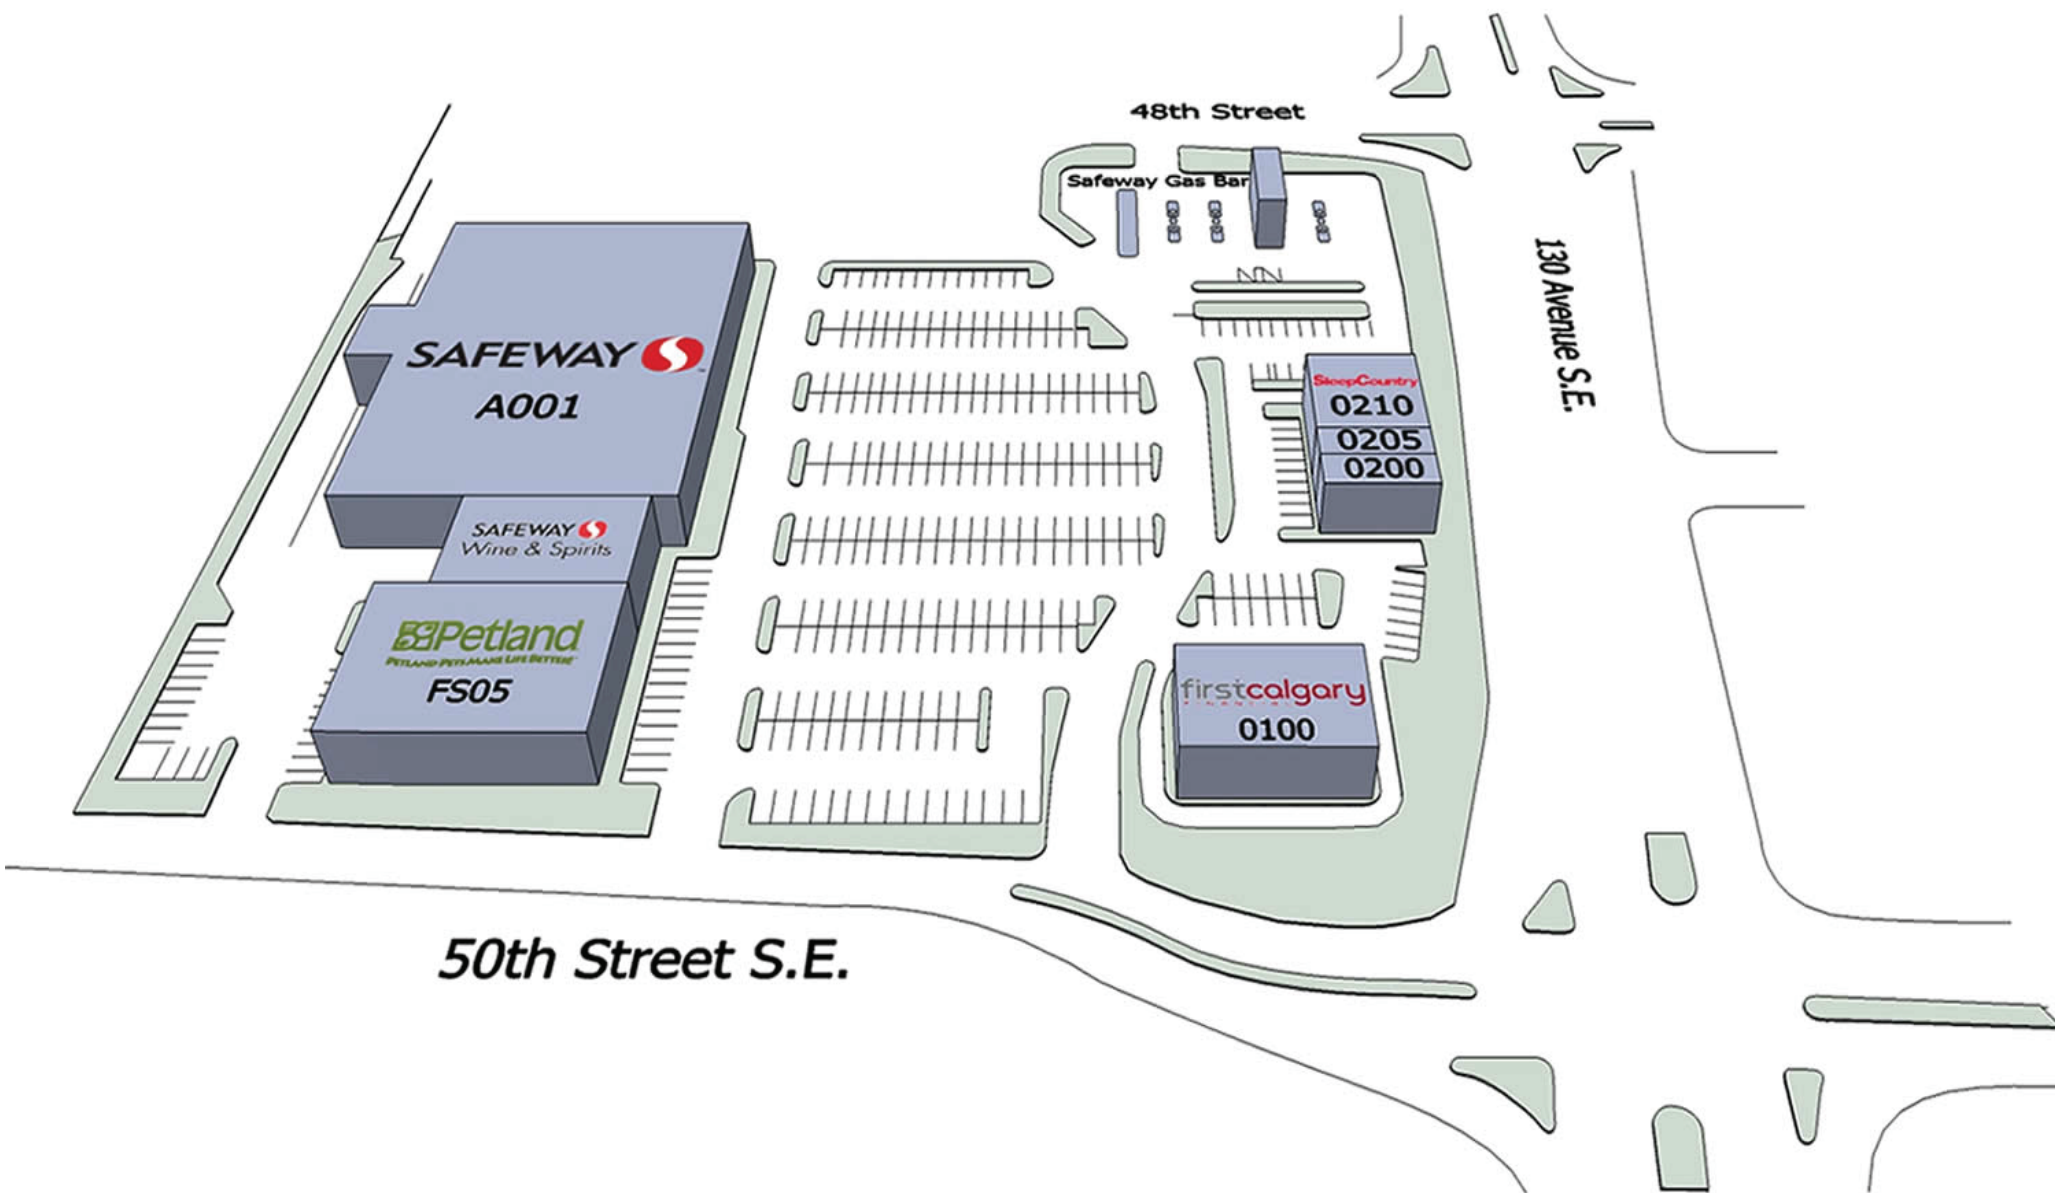 48th Street
Safeway Gas Bar
130 Avenue S.E.
SAFEWAY
A001
SleepCountry
0210
0205
0200
SAFEWAY
Wine & Spirits
Petland
PETLAND PETS MAKE LIFE BETTER!
FS05
firstcalgary
FINANCIAL
0100
50th Street S.E.